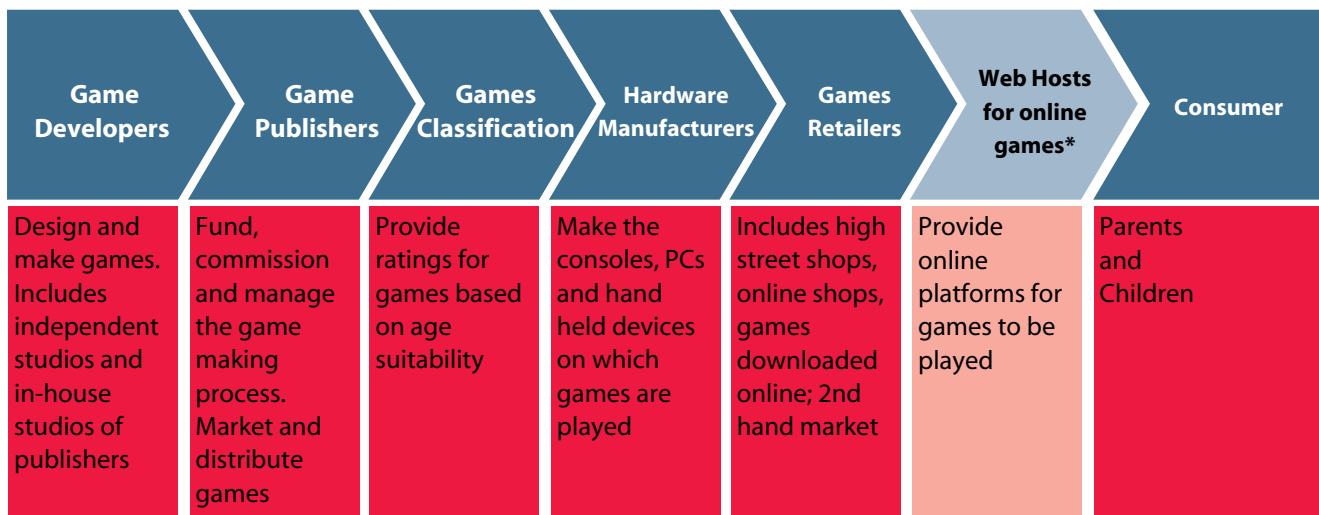 Game
Developers
Game
Publishers
Games
Classification
Hardware
Manufacturers
Games
Retailers
Web Hosts
for online
games*
Consumer
Design and
make games.
Includes
independent
studios and
in-house
studios of
publishers
Fund,
commission
and manage
the game
making
process.
Market and
distribute
games
Provide
ratings for
games based
on age
suitability
Make the
consoles, PCs
and hand
held devices
on which
games are
played
Includes high
street shops,
online shops,
games
downloaded
online; 2nd
hand market
Provide
online
platforms for
games to be
played
Parents
and
Children